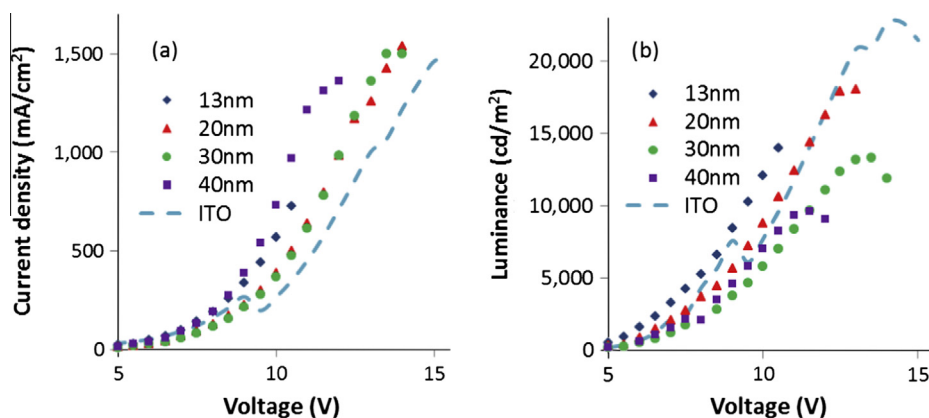 (a)
Current density (mA/cm²)
1,500
1,000
500
0
13nm
20nm
30nm
40nm
ITO
5
10
15
Voltage (V)
(b)
Luminance (cd/m²)
20,000
15,000
10,000
5,000
0
13nm
20nm
30nm
40nm
ITO
5
10
15
Voltage (V)